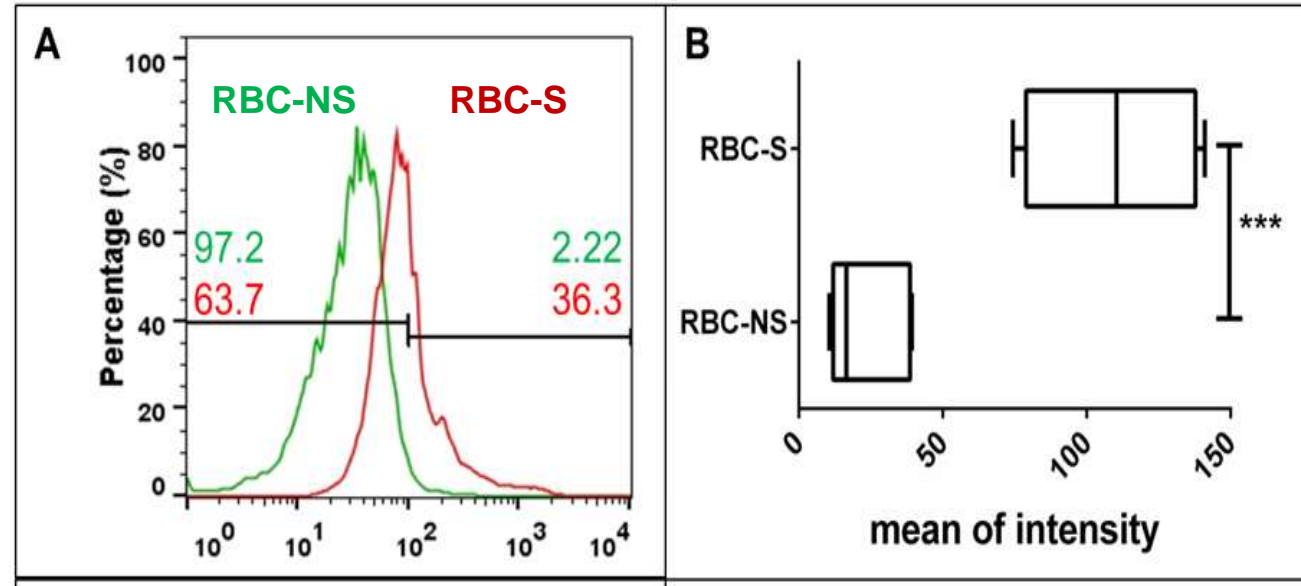 A
100
RBC-NS RBC-S
80
60
97.2 2.22
63.7 36.3
40
20
0
Percentage (%)
10^0 10^1 10^2 10^3 10^4
B
RBC-S
***
RBC-NS
0 50 100 150
mean of intensity